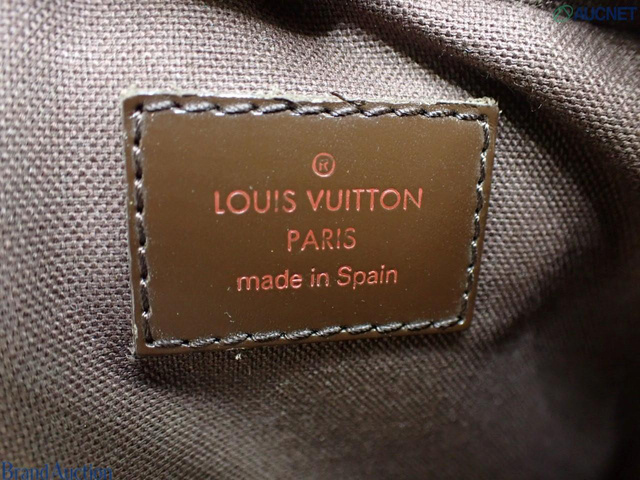 AUCNET
®
LOUIS VUITTON
PARIS
made in Spain
Brand Auction